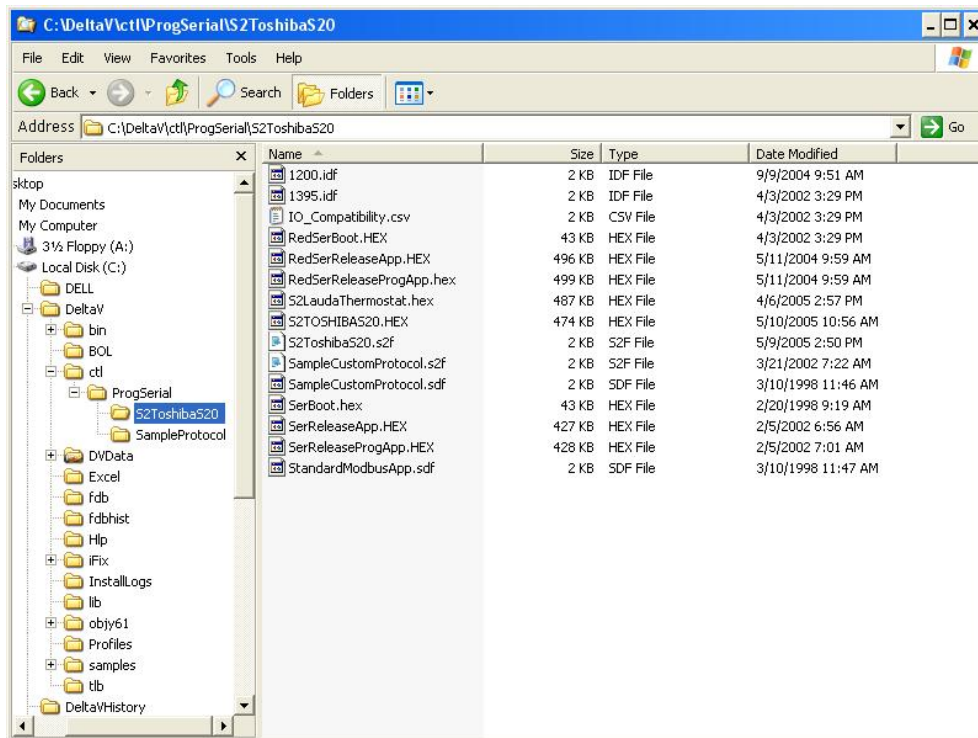 C:\DeltaV\ctl\ProgSerial\S2ToshibaS20
File Edit View Favorites Tools Help
Back Search Folders
Address C:\DeltaV\ctl\ProgSerial\S2ToshibaS20 Go
Folders
sktop
My Documents
My Computer
3½ Floppy (A:)
Local Disk (C:)
DELL
DeltaV
bin
BOL
ctl
ProgSerial
S2ToshibaS20
SampleProtocol
DVData
Excel
fdb
fdbhist
Hlp
iFix
InstallLogs
lib
objy61
Profiles
samples
tlb
DeltaVHistory
Name Size Type Date Modified
1200.idf 2 KB IDF File 9/9/2004 9:51 AM
1395.idf 2 KB IDF File 4/3/2002 3:29 PM
IO_Compatibility.csv 2 KB CSV File 4/3/2002 3:29 PM
RedSerBoot.HEX 43 KB HEX File 4/3/2002 3:29 PM
RedSerReleaseApp.HEX 496 KB HEX File 5/11/2004 9:59 AM
RedSerReleaseProgApp.hex 499 KB HEX File 5/11/2004 9:59 AM
S2LaudaThermostat.hex 487 KB HEX File 4/6/2005 2:57 PM
S2TOSHIBAS20.HEX 474 KB HEX File 5/10/2005 10:56 AM
S2ToshibaS20.s2f 2 KB S2F File 5/9/2005 2:50 PM
SampleCustomProtocol.s2f 2 KB S2F File 3/21/2002 7:22 AM
SampleCustomProtocol.sdf 2 KB SDF File 3/10/1998 11:46 AM
SerBoot.hex 43 KB HEX File 2/20/1998 9:19 AM
SerReleaseApp.HEX 427 KB HEX File 2/5/2002 6:56 AM
SerReleaseProgApp.HEX 428 KB HEX File 2/5/2002 7:01 AM
StandardModbusApp.sdf 2 KB SDF File 3/10/1998 11:47 AM